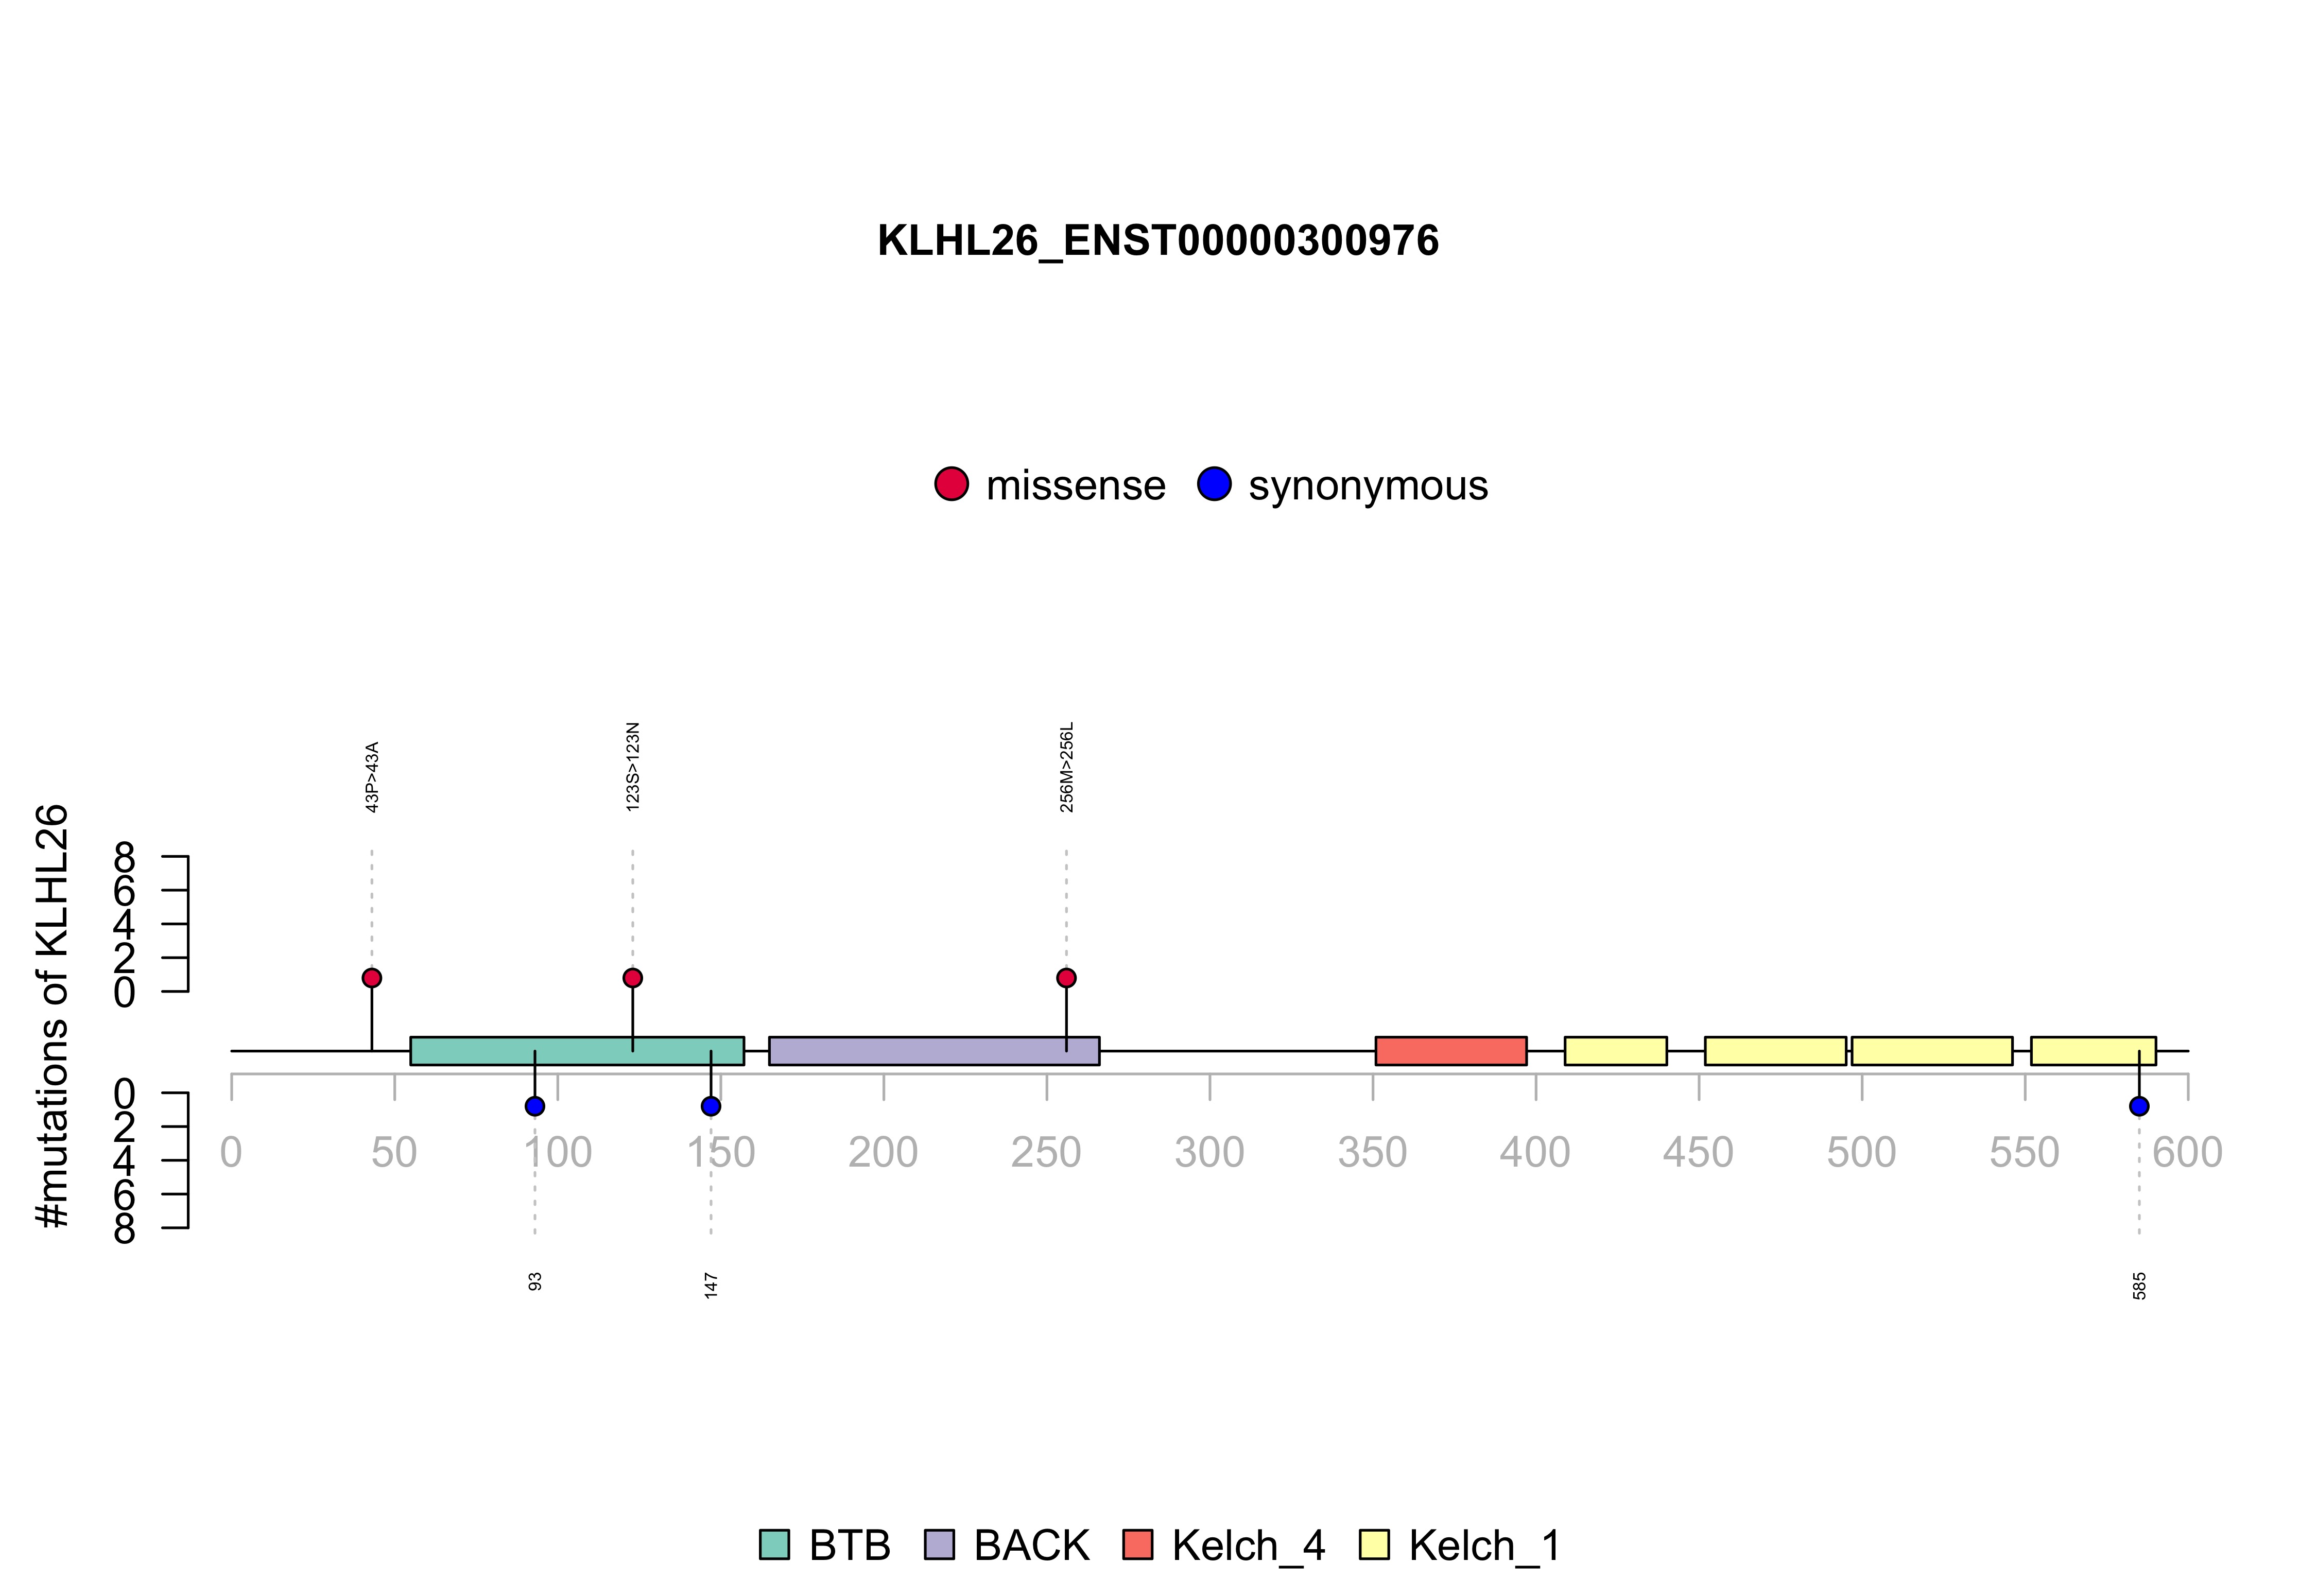 KLHL26_ENST00000300976
missense synonymous
43P>43A
123S>123N
256M>256L
#mutations of KLHL26
8
6
4
2
0
0
2
4
6
8
0 50 100 150 200 250 300 350 400 450 500 550 600
93
147
585
BTB BACK Kelch_4 Kelch_1